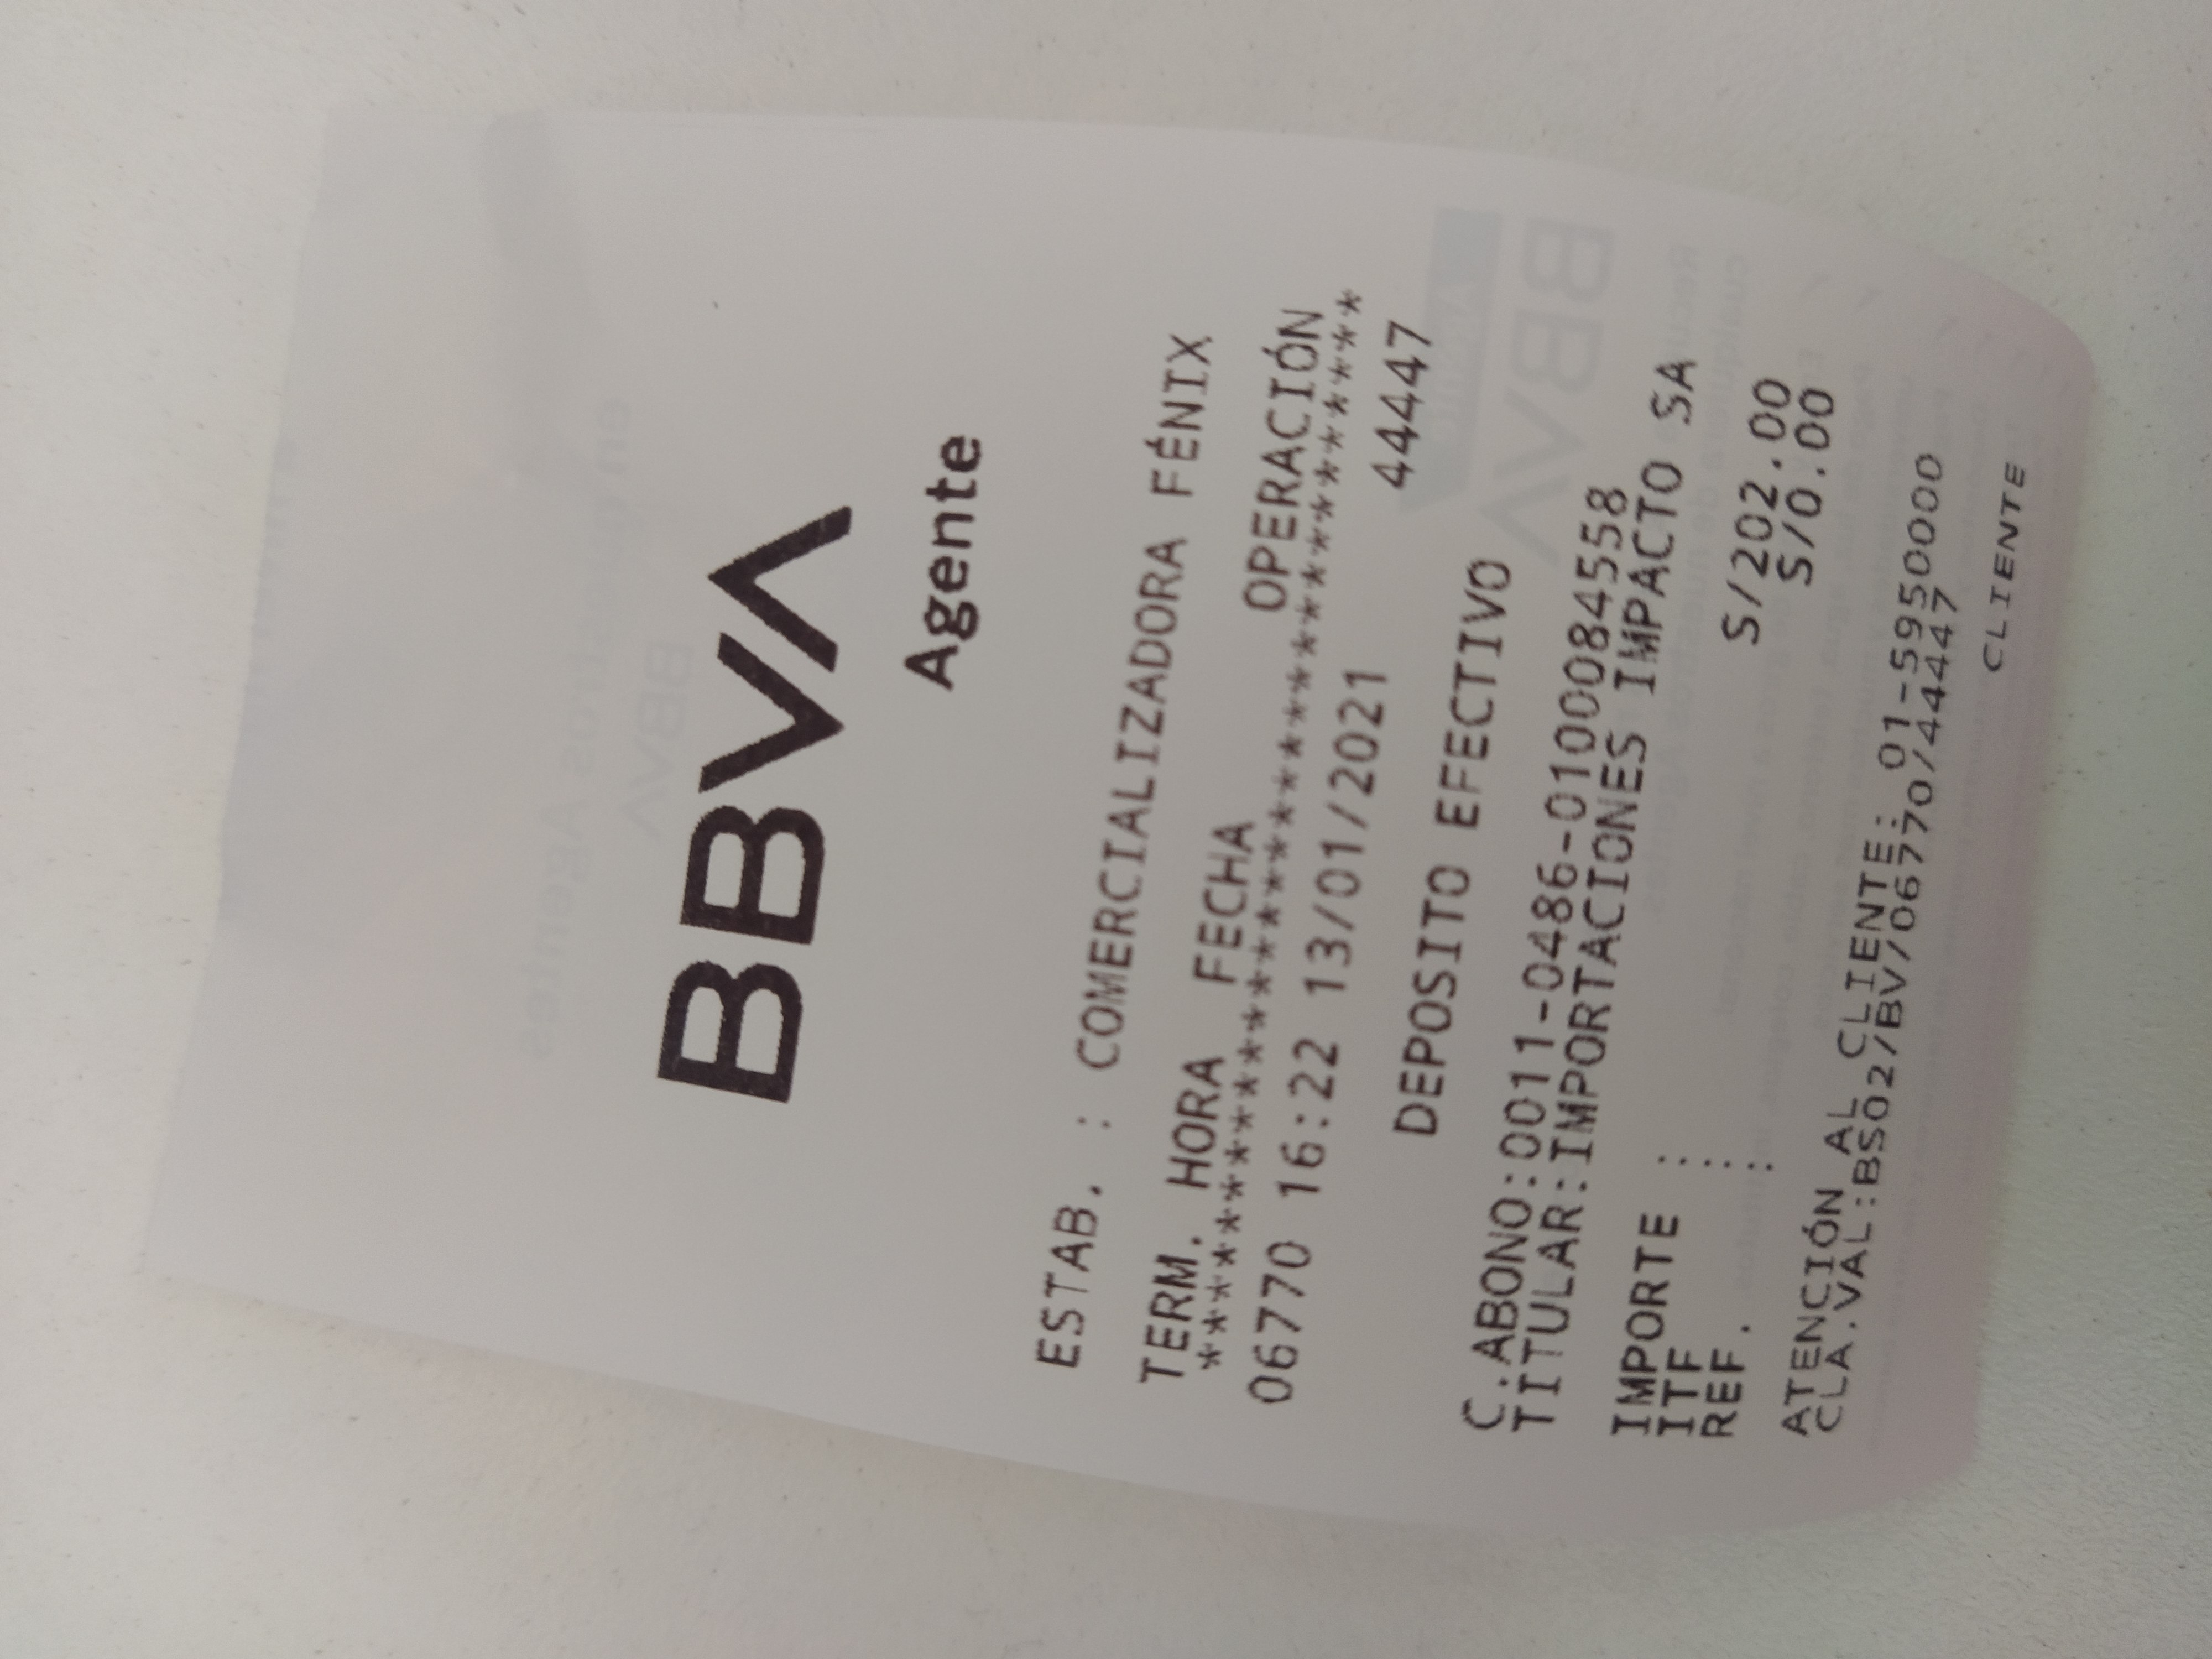 BBVA
Agente
ESTAB. : COMERCIALIZADORA FÉNIX
TERM. HORA FECHA OPERACIÓN
************************************
06770 16:22 13/01/2021 44447
DEPOSITO EFECTIVO
C.ABONO:0011-0486-0100084558
TITULAR:IMPORTACIONES IMPACTO SA
IMPORTE : S/202.00
ITF : S/0.00
REF. :
ATENCIÓN AL CLIENTE: 01-5950000
CLA.VAL:BS02/BV/06770/44447
CLIENTE